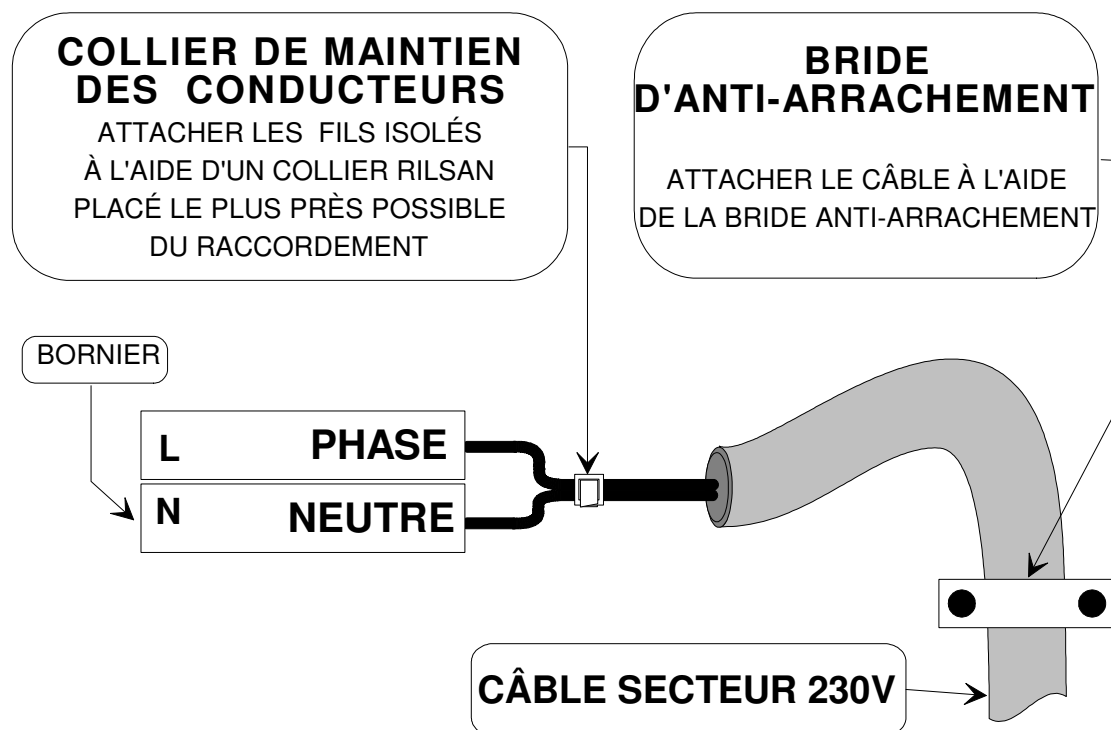 COLLIER DE MAINTIEN
DES CONDUCTEURS
ATTACHER LES FILS ISOLÉS
À L'AIDE D'UN COLLIER RILSAN
PLACÉ LE PLUS PRÈS POSSIBLE
DU RACCORDEMENT
BRIDE
D'ANTI-ARRACHEMENT
ATTACHER LE CÂBLE À L'AIDE
DE LA BRIDE ANTI-ARRACHEMENT
BORNIER
L PHASE
N NEUTRE
CÂBLE SECTEUR 230V